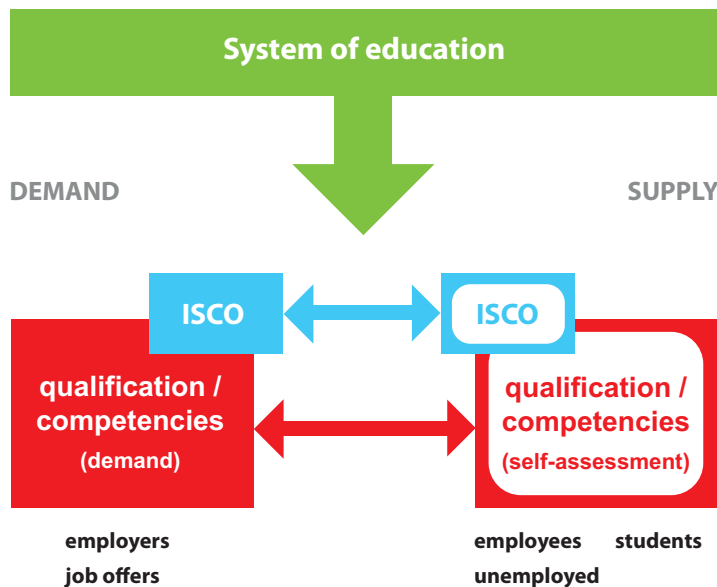 System of education
DEMAND
SUPPLY
ISCO
ISCO
qualification /
competencies
(demand)
qualification /
competencies
(self-assessment)
employers
job offers
employees students
unemployed